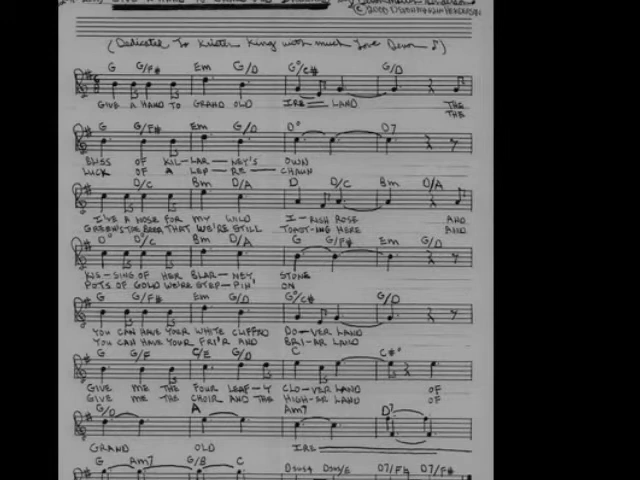 © 2000
(Dedicated To Kristen King with much Love Devon ♪)
G G/F# Em G/D G°/C# G/D
GIVE A HAND TO GRAND OLD IRE — LAND THE
THE
G G/F# Em G/D D° D7
BLISS OF KIL — LAR — NEY'S OWN
LUCK OF A LEP — RE — CHAUN
D/C Bm D/A D D/C Bm D/A
I'VE A NOSE FOR MY WILD I — RISH ROSE AND
THE BEER THAT WE'RE STILL TOAST-ING HERE AND
D° D°/C Bm D/A G G/F# Em G/D
KIS — SING OF HER BLAR — NEY STONE
POTS OF GOLD WE'RE STEP — PIN' ON
G G/F# Em G/D G°/C# G/D
YOU CAN HAVE YOUR WHITE CLIFFED DO — VER LAND
YOU CAN HAVE YOUR AND BRI — AR LAND
G G/F C/E G/D C C#°
GIVE ME THE FOUR LEAF — Y CLO — VER LAND OF
GIVE ME THE CHOIR AND THE HIGH — ER LAND OF
G/D A Am7 D7
GRAND OLD IRE
G Am7 G/B C Dsus4 Dsus/E D7/F# D7/F#